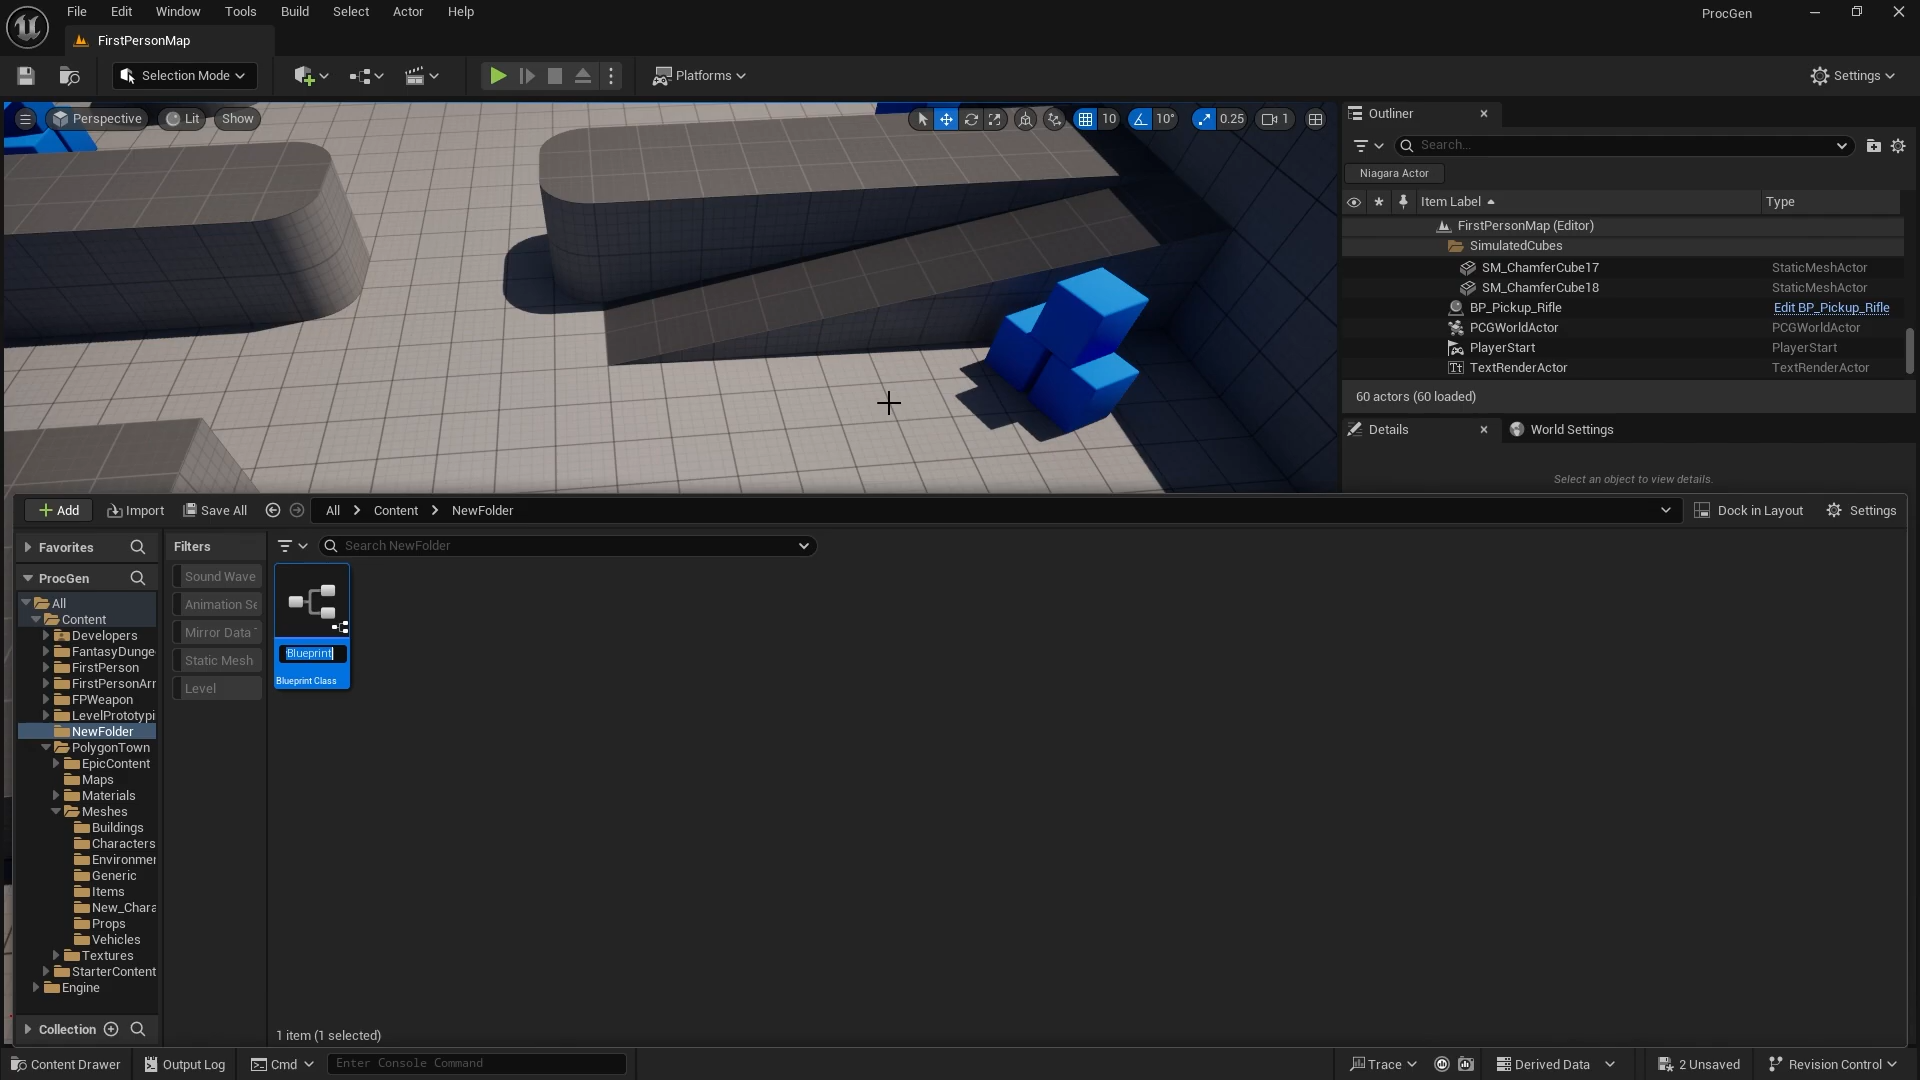 File Edit Window Tools Build Select Actor Help
ProcGen
FirstPersonMap
Selection Mode
Platforms
Settings
Perspective Lit Show
10 10° 0.25 1
Outliner
Search...
Niagara Actor
Item Label Type
FirstPersonMap (Editor)
SimulatedCubes
SM_ChamferCube17 StaticMeshActor
SM_ChamferCube18 StaticMeshActor
BP_Pickup_Rifle Edit BP_Pickup_Rifle
PCGWorldActor PCGWorldActor
PlayerStart PlayerStart
TextRenderActor TextRenderActor
60 actors (60 loaded)
Details World Settings
Select an object to view details.
Add Import Save All All Content NewFolder Dock in Layout Settings
Favorites
ProcGen
All
Content
Developers
FantasyDunge
FirstPerson
FirstPersonArr
FPWeapon
LevelPrototypi
NewFolder
PolygonTown
EpicContent
Maps
Materials
Meshes
Buildings
Characters
Environmer
Generic
Items
New_Chara
Props
Vehicles
Textures
StarterContent
Engine
Collection
Filters
Sound Wave
Animation Se
Mirror Data T
Static Mesh
Level
Search NewFolder
Blueprint
Blueprint Class
1 item (1 selected)
Content Drawer Output Log Cmd Enter Console Command Trace Derived Data 2 Unsaved Revision Control